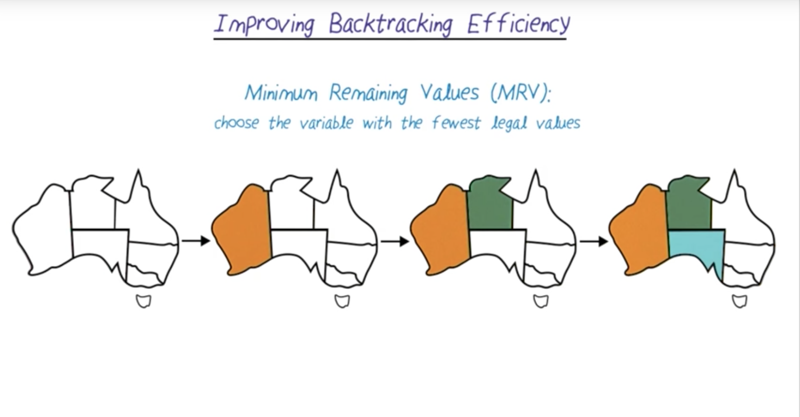 Improving Backtracking Efficiency
Minimum Remaining Values (MRV):
choose the variable with the fewest legal values